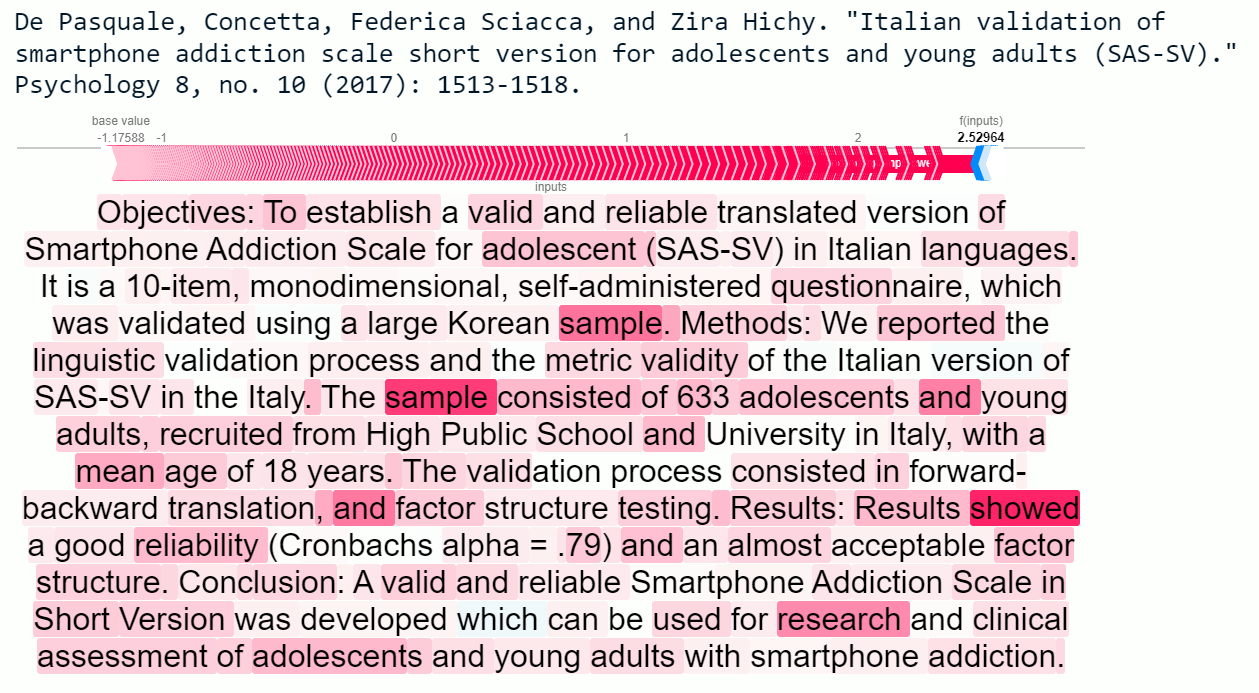 De Pasquale, Concetta, Federica Sciacca, and Zira Hichy. "Italian validation of
smartphone addiction scale short version for adolescents and young adults (SAS-SV)."
Psychology 8, no. 10 (2017): 1513-1518.
base value
f(inputs)
-1.17588 -1 0 1 2 2.52964
we
inputs
Objectives: To establish a valid and reliable translated version of
Smartphone Addiction Scale for adolescent (SAS-SV) in Italian languages.
It is a 10-item, monodimensional, self-administered questionnaire, which
was validated using a large Korean sample. Methods: We reported the
linguistic validation process and the metric validity of the Italian version of
SAS-SV in the Italy. The sample consisted of 633 adolescents and young
adults, recruited from High Public School and University in Italy, with a
mean age of 18 years. The validation process consisted in forward-
backward translation, and factor structure testing. Results: Results showed
a good reliability (Cronbachs alpha = .79) and an almost acceptable factor
structure. Conclusion: A valid and reliable Smartphone Addiction Scale in
Short Version was developed which can be used for research and clinical
assessment of adolescents and young adults with smartphone addiction.